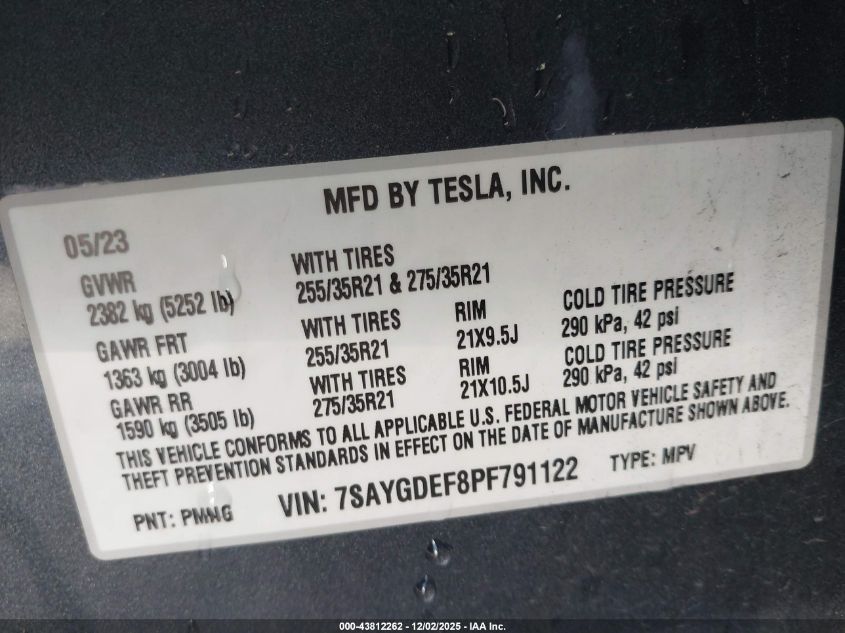 MFD BY TESLA, INC.
05/23
GVWR
2382 kg (5252 lb)
WITH TIRES
255/35R21 & 275/35R21
GAWR FRT
1363 kg (3004 lb)
WITH TIRES
255/35R21
RIM
21X9.5J
COLD TIRE PRESSURE
290 kPa, 42 psi
GAWR RR
1590 kg (3505 lb)
WITH TIRES
275/35R21
RIM
21X10.5J
COLD TIRE PRESSURE
290 kPa, 42 psi
THIS VEHICLE CONFORMS TO ALL APPLICABLE U.S. FEDERAL MOTOR VEHICLE SAFETY AND
THEFT PREVENTION STANDARDS IN EFFECT ON THE DATE OF MANUFACTURE SHOWN ABOVE.
PNT: PMNG VIN: 7SAYGDEF8PF791122 TYPE: MPV
000-43812262 - 12/02/2025 - IAA Inc.